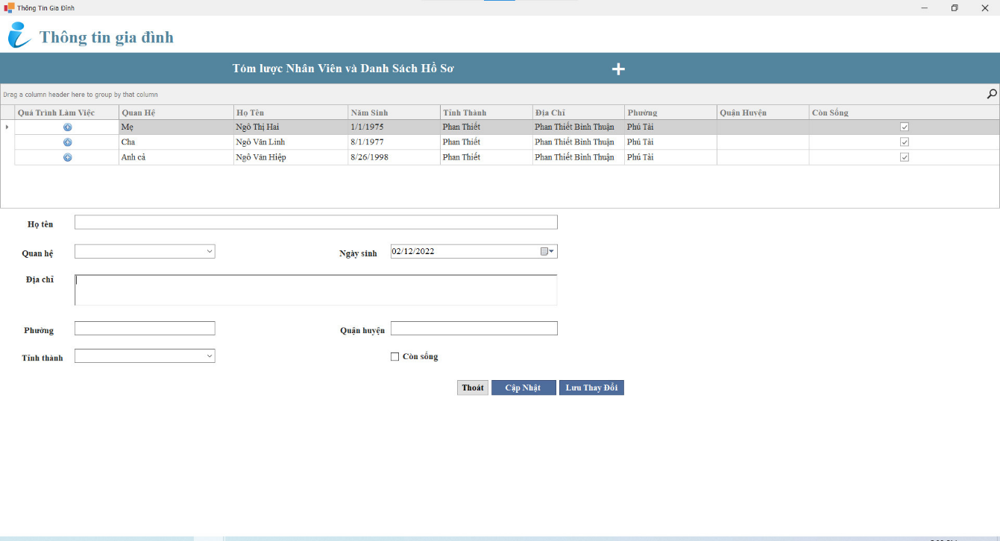 Thông Tin Gia Đình
Thông tin gia đình
Tóm lược Nhân Viên và Danh Sách Hồ Sơ
Drag a column header here to group by that column
Quá Trình Làm Việc Quan Hệ Họ Tên Năm Sinh Tỉnh Thành Địa Chỉ Phường Quận Huyện Còn Sống
Mẹ Ngô Thị Hai 1/1/1975 Phan Thiết Phan Thiết Bình Thuận Phú Tài
Cha Ngô Văn Linh 8/1/1977 Phan Thiết Phan Thiết Bình Thuận Phú Tài
Anh cả Ngô Văn Hiệp 8/26/1998 Phan Thiết Phan Thiết Bình Thuận Phú Tài
Họ tên
Quan hệ Ngày sinh 02/12/2022
Địa chỉ
Phường Quận huyện
Tỉnh thành Còn sống
Thoát Cập Nhật Lưu Thay Đổi